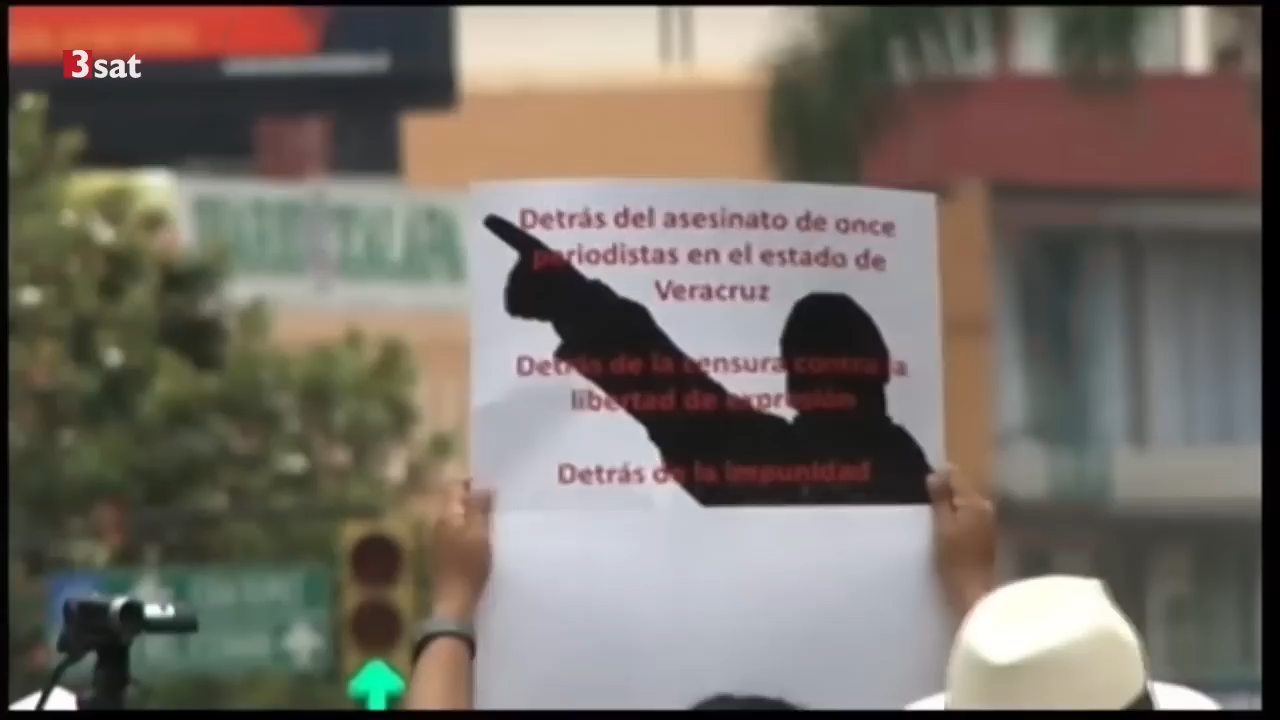 3sat
Detrás del asesinato de once
periodistas en el estado de
Veracruz
Detrás de la censura contra la
libertad de expresión
Detrás de la impunidad